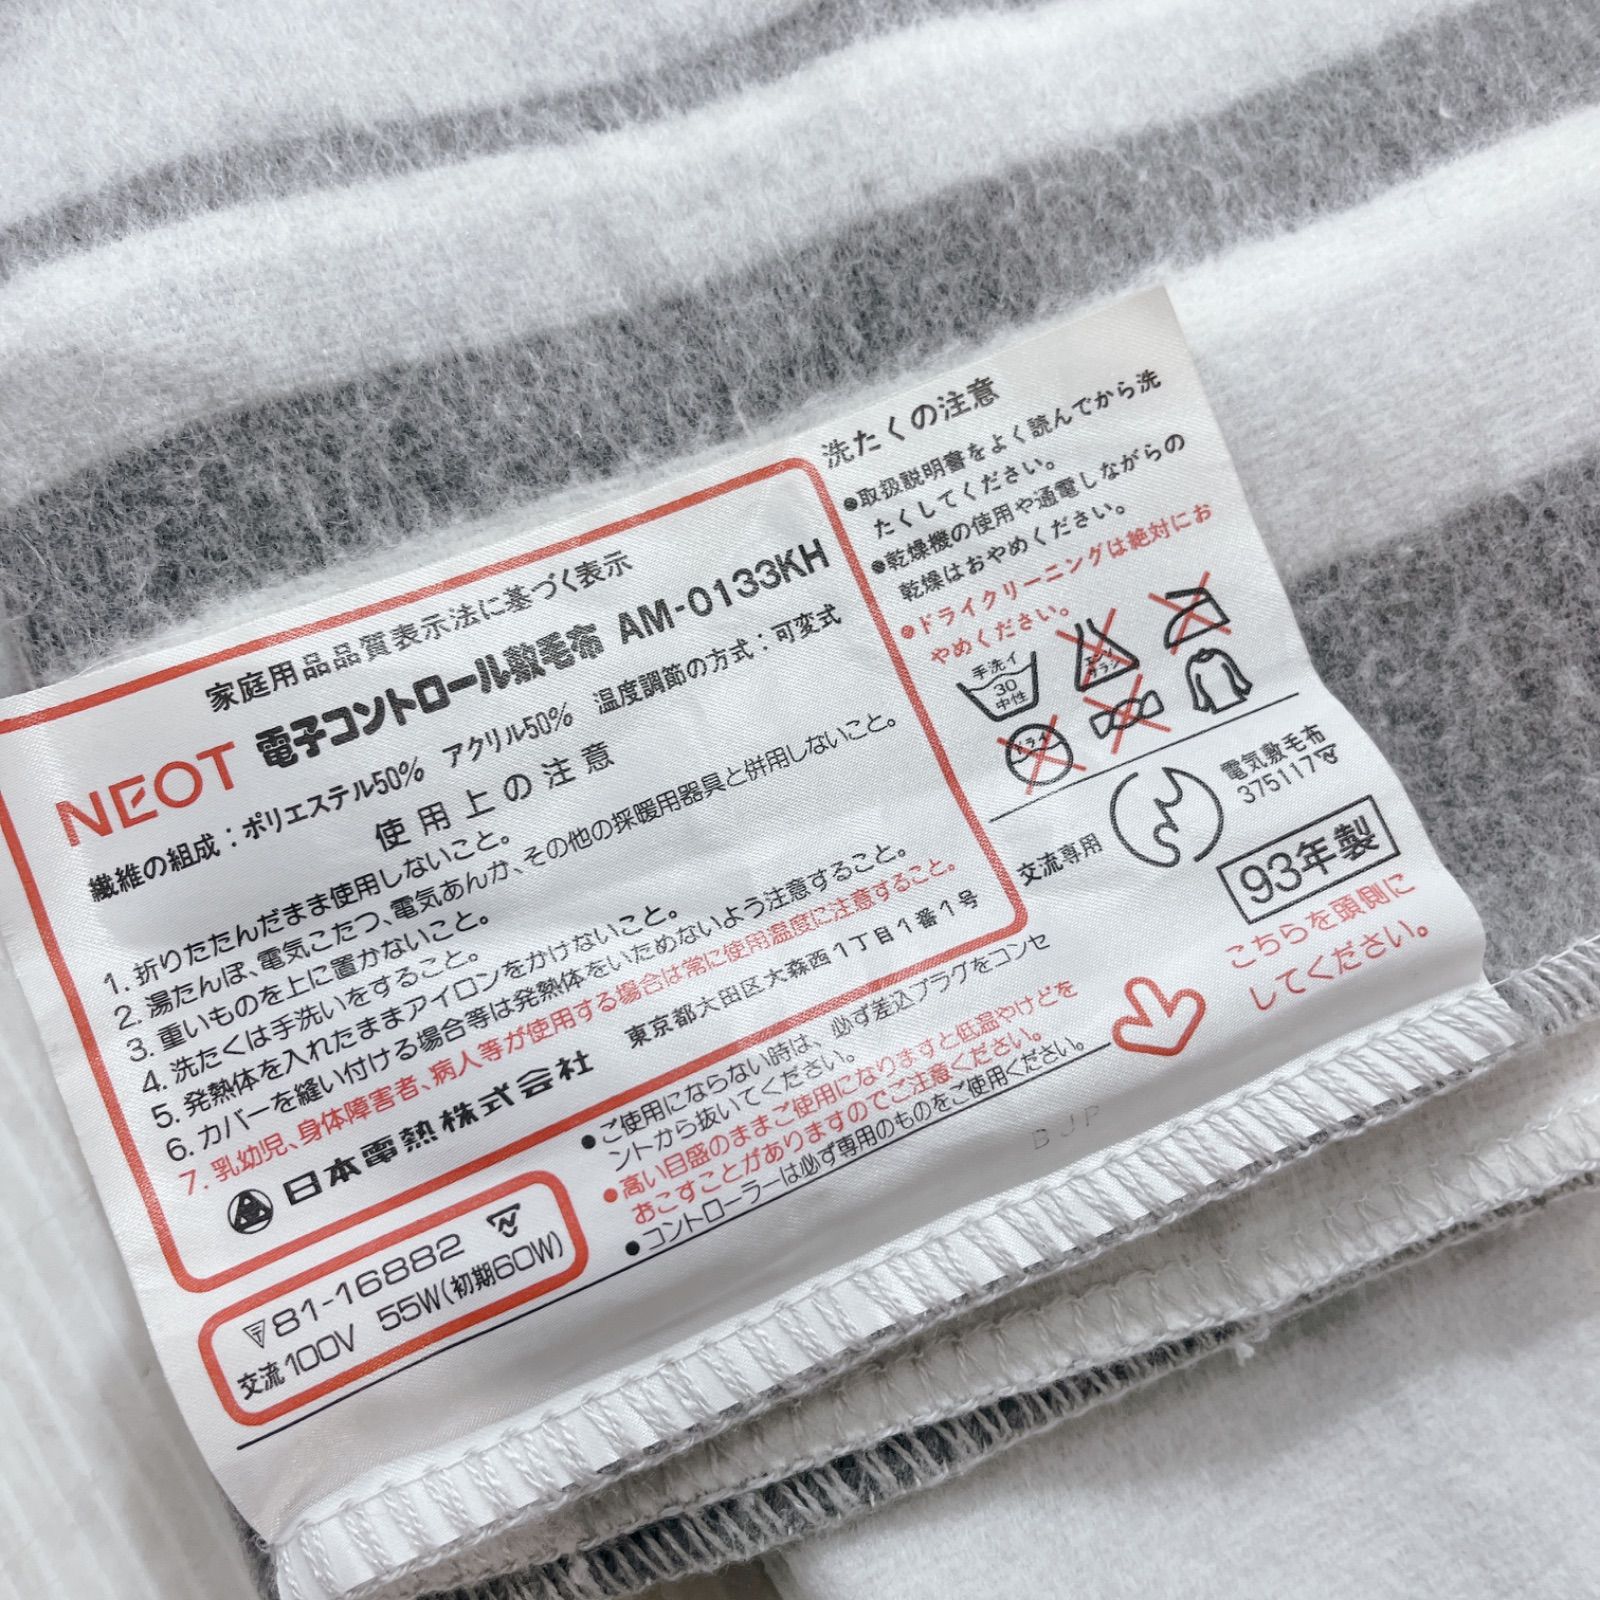 家庭用品品質表示法に基づく表示
NEOT 電子コントロール敷毛布 AM-0133KH
繊維の組成：ポリエステル50% アクリル50% 温度調節の方式：可変式
使用上の注意
1. 折りたたんだまま使用しないこと。
2. 湯たんぽ、電気こたつ、電気あんか、その他の採暖用器具と併用しないこと。
3. 重いものを上に置かないこと。
4. 洗たくは手洗いをすること。
5. 発熱体を入れたままアイロンをかけないこと。
6. カバーを縫い付ける場合等は発熱体をいためないよう注意すること。
7. 乳幼児、身体障害者、病人等が使用する場合は常に使用温度に注意すること。
日本電熱株式会社 東京都大田区大森西1丁目1番1号
〒81-16882
交流100V 55W(初期60W)
●ご使用にならない時は、必ず差込プラグをコンセ
ントから抜いてください。
●高い目盛のままご使用になりますと低温やけどを
おこすことがありますのでご注意ください。
●コントローラーは必ず専用のものをご使用ください。
BJP
洗たくの注意
●取扱説明書をよく読んでから洗
たくしてください。
●乾燥機の使用や通電しながらの
乾燥はおやめください。
●ドライクリーニングは絶対にお
やめください。
手洗イ
30
中性
エンソ
サラシ
ドライ
交流専用
電気敷毛布
375117
93年製
こちらを頭側に
してください。